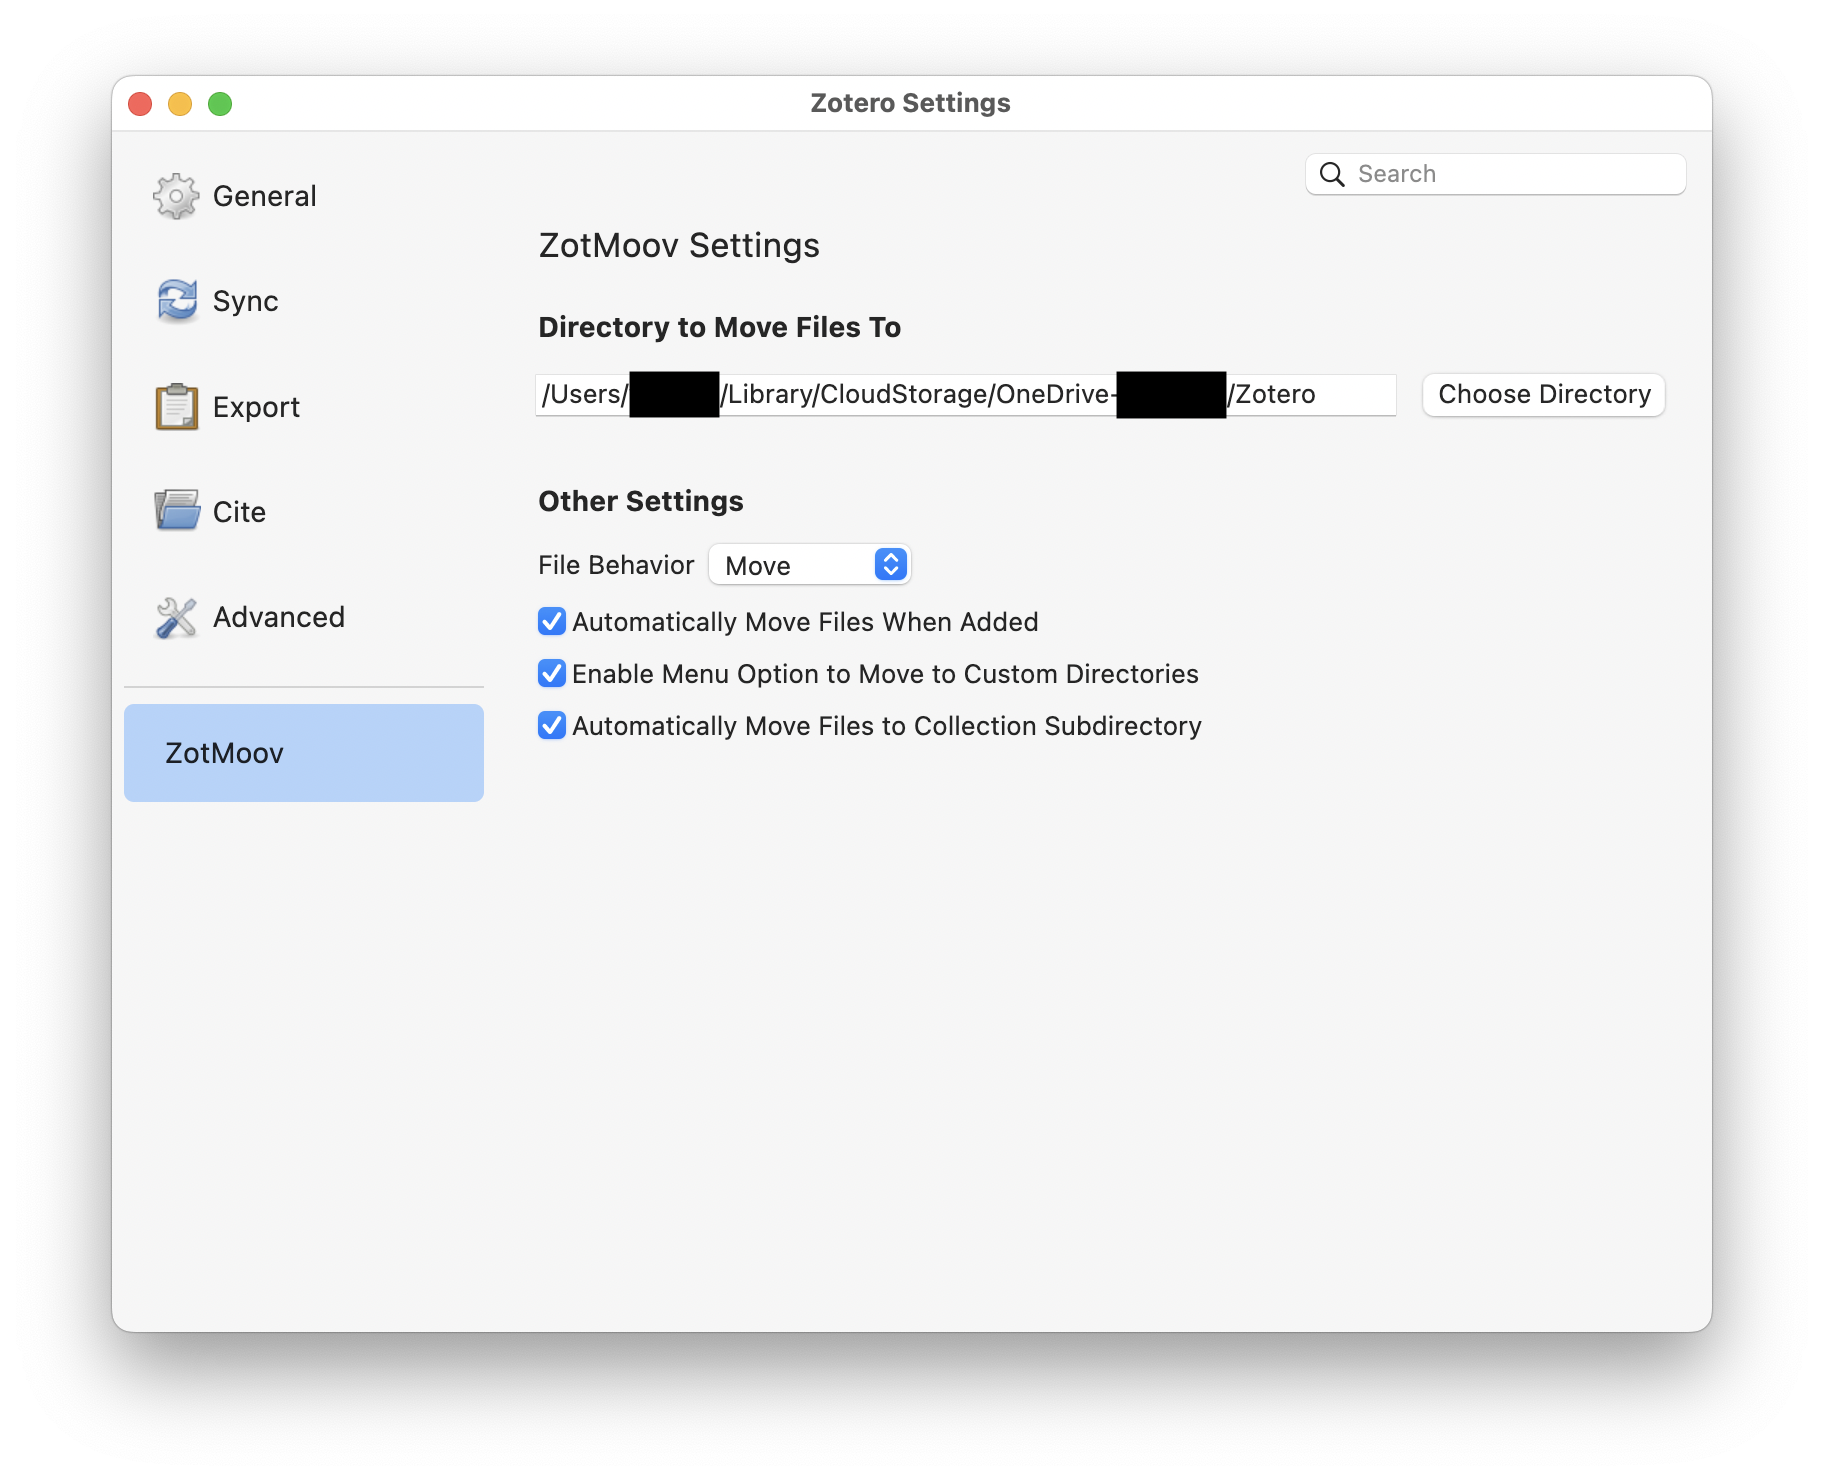 Zotero Settings
Search
General
Sync
Export
Cite
Advanced
ZotMoov
ZotMoov Settings
Directory to Move Files To
/Users/ /Library/CloudStorage/OneDrive- /Zotero
Choose Directory
Other Settings
File Behavior Move
Automatically Move Files When Added
Enable Menu Option to Move to Custom Directories
Automatically Move Files to Collection Subdirectory